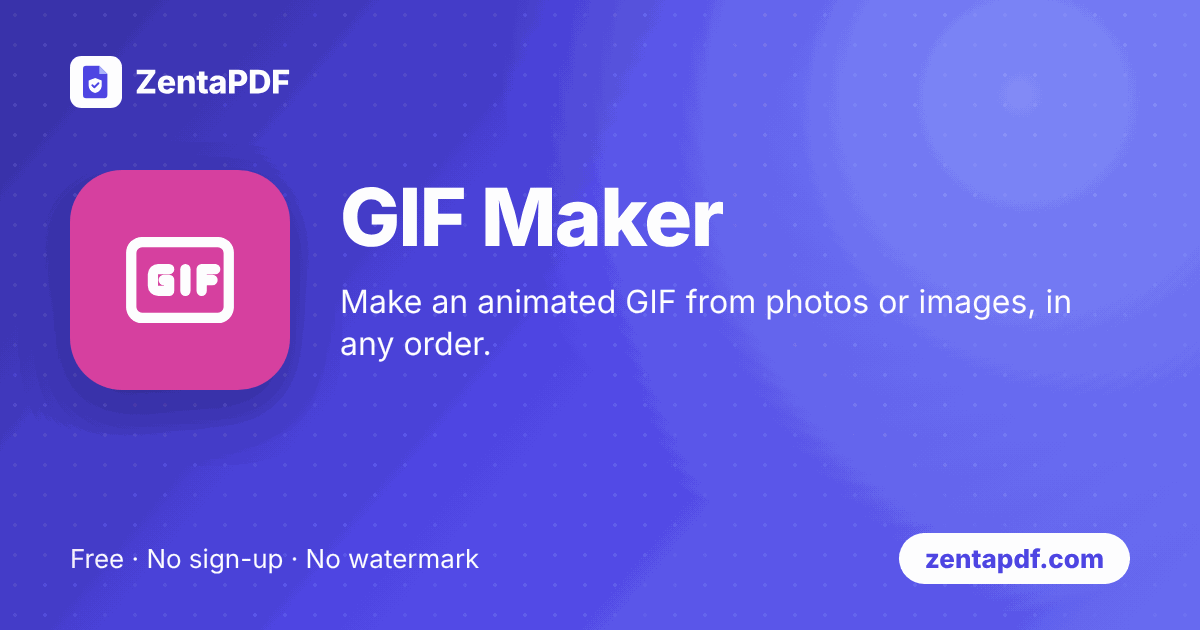 ZentaPDF
GIF
GIF Maker
Make an animated GIF from photos or images, in
any order.
Free · No sign-up · No watermark
zentapdf.com